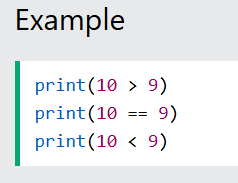 Example
print(10 > 9)
print(10 == 9)
print(10 < 9)